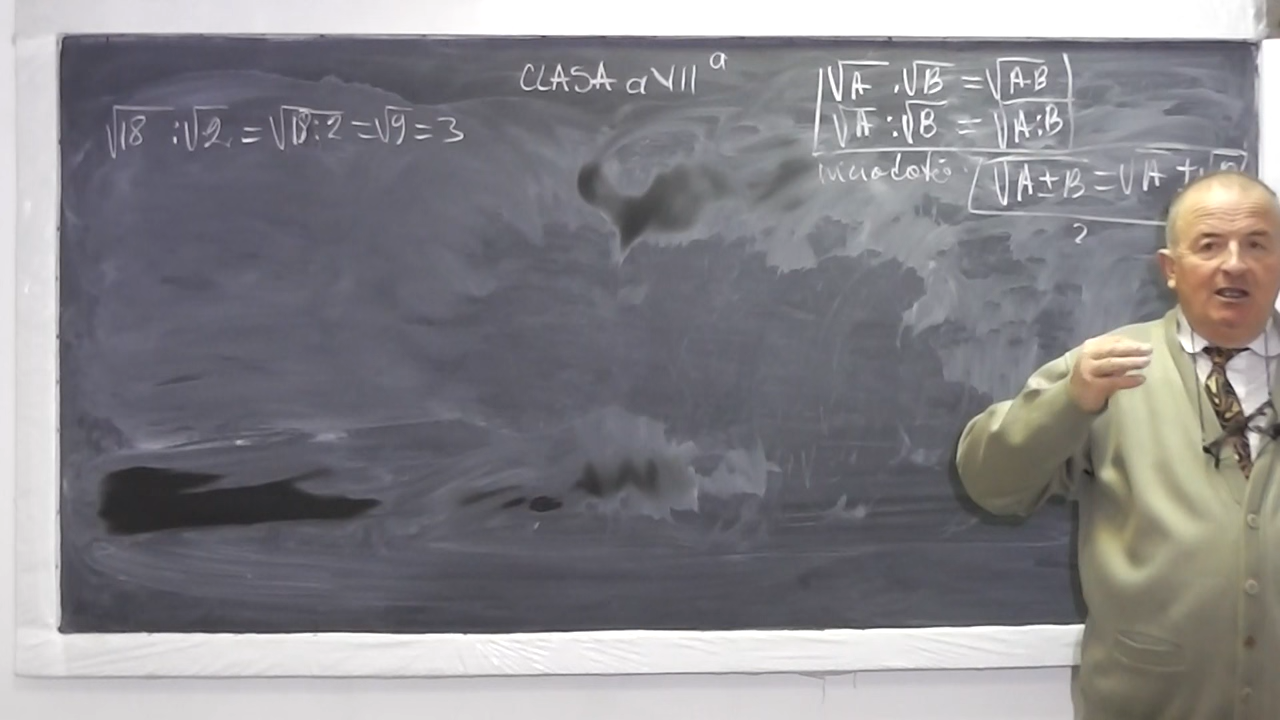 CLASA a VII a
√18 : √2 = √18:2 = √9 = 3
√A . √B = √A.B
√A : √B = √A:B
√A±B = √A ±
?